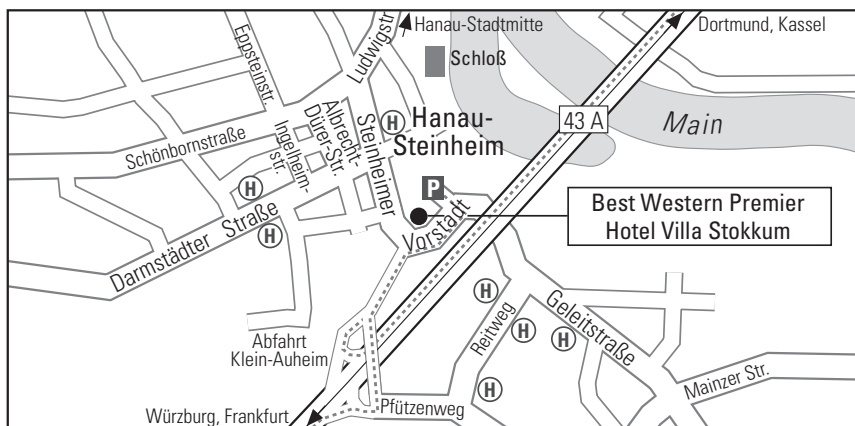 Hanau-Stadtmitte
Dortmund, Kassel
Schloß
Ludwigstr.
Eppsteinstr.
43 A
Main
Hanau-
Steinheim
H
Schönbornstraße
Ingelheim-
str.
Albrecht-
Dürer-Str.
Steinheimer
Vorstadt
P
H
H
Darmstädter Straße
Best Western Premier
Hotel Villa Stokkum
H
H
H
H
Reitweg
Geleitstraße
Abfahrt
Klein-Auheim
Mainzer Str.
Pfützenweg
Würzburg, Frankfurt